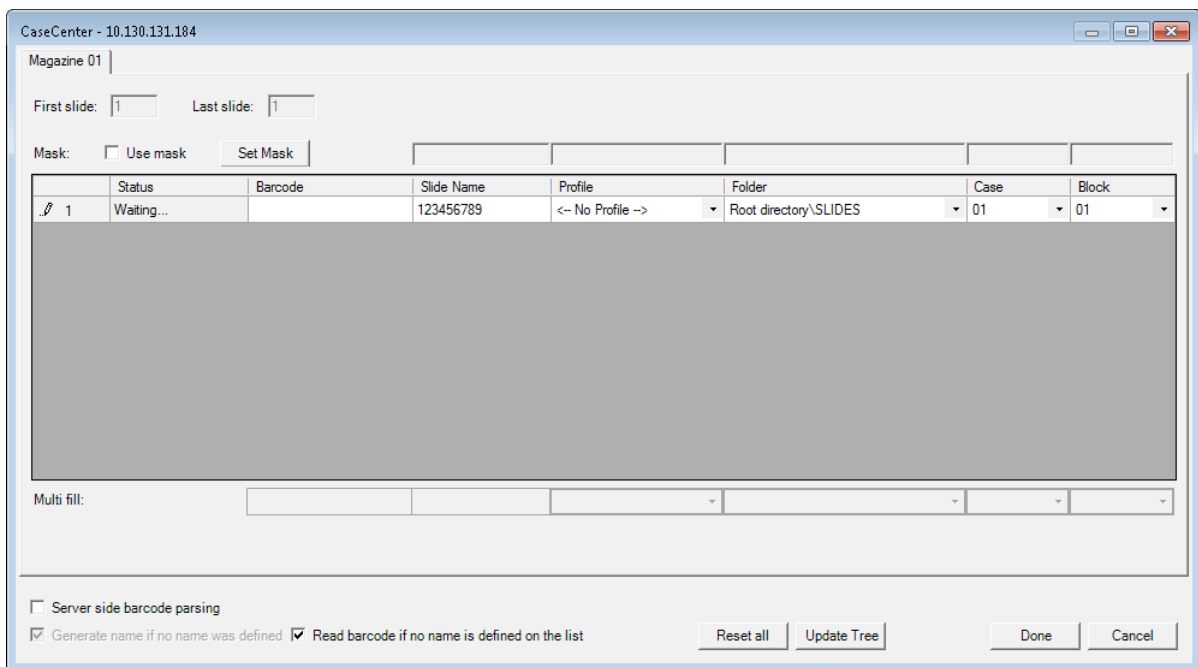 CaseCenter - 10.130.131.184
Magazine 01
First slide: 1 Last slide: 1
Mask: Use mask Set Mask
Status Barcode Slide Name Profile Folder Case Block
1 Waiting... 123456789 <-- No Profile --> Root directory\SLIDES 01 01
Multi fill:
Server side barcode parsing
Generate name if no name was defined Read barcode if no name is defined on the list Reset all Update Tree Done Cancel